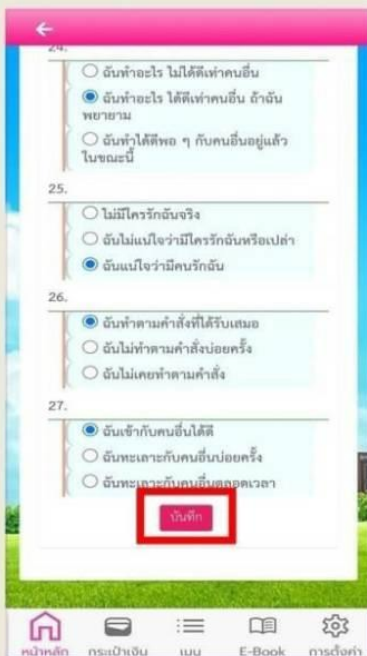 24.
ฉันทำอะไร ไม่ได้ดีเท่าคนอื่น
ฉันทำอะไร ได้ดีเท่าคนอื่น ถ้าฉัน
พยายาม
ฉันทำได้ดีพอ ๆ กับคนอื่นอยู่แล้ว
ในขณะนี้
25.
ไม่มีใครรักฉันจริง
ฉันไม่แน่ใจว่ามีใครรักฉันหรือเปล่า
ฉันแน่ใจว่ามีคนรักฉัน
26.
ฉันทำตามคำสั่งที่ได้รับเสมอ
ฉันไม่ทำตามคำสั่งบ่อยครั้ง
ฉันไม่เคยทำตามคำสั่ง
27.
ฉันเข้ากับคนอื่นได้ดี
ฉันทะเลาะกับคนอื่นบ่อยครั้ง
ฉันทะเลาะกับคนอื่นตลอดเวลา
บันทึก
หน้าหลัก กระเป๋าเงิน เมนู E-Book การตั้งค่า